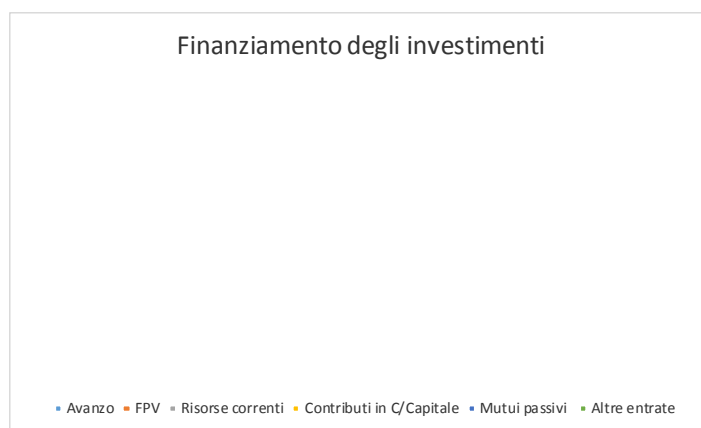 Finanziamento degli investimenti
Avanzo FPV Risorse correnti Contributi in C/Capitale Mutui passivi Altre entrate